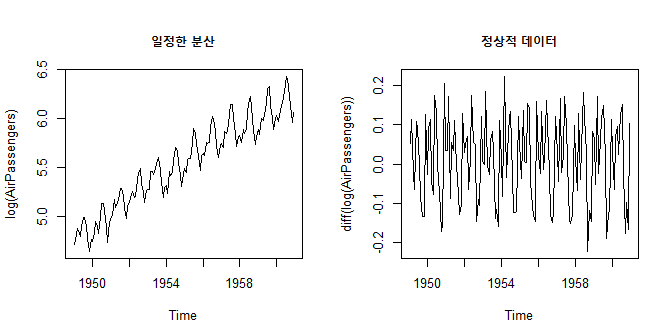 일정한 분산
log(AirPassengers)
5.0 5.5 6.0 6.5
1950 1954 1958
Time
정상적 데이터
diff(log(AirPassengers))
-0.2 -0.1 0.0 0.1 0.2
1950 1954 1958
Time